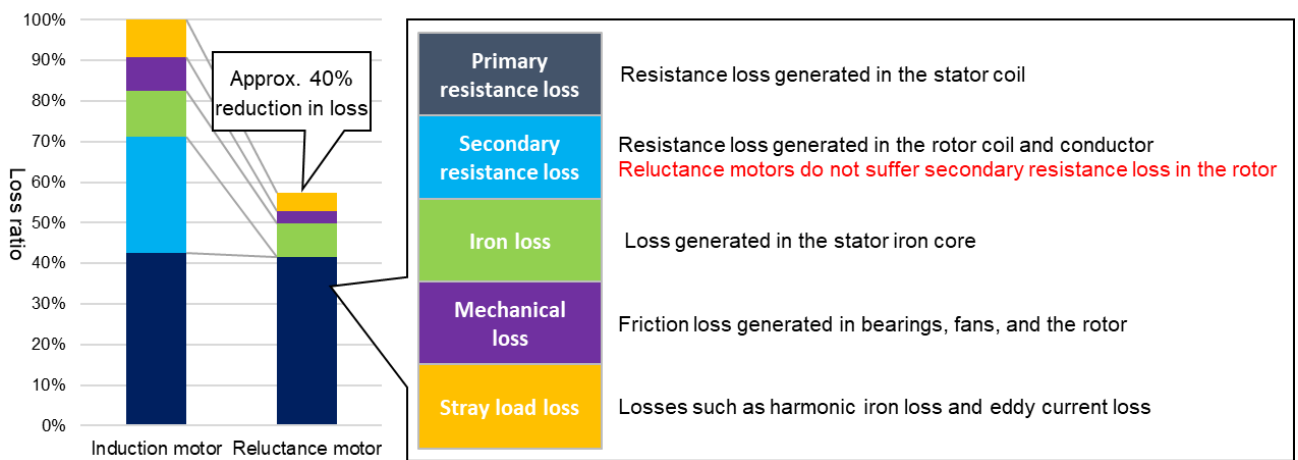 100%
90%
80%
70%
60%
50%
40%
30%
20%
10%
0%
Loss ratio
Induction motor
Reluctance motor
Approx. 40%
reduction in loss
Primary
resistance loss
Resistance loss generated in the stator coil
Secondary
resistance loss
Resistance loss generated in the rotor coil and conductor
Reluctance motors do not suffer secondary resistance loss in the rotor
Iron loss
Loss generated in the stator iron core
Mechanical
loss
Friction loss generated in bearings, fans, and the rotor
Stray load loss
Losses such as harmonic iron loss and eddy current loss